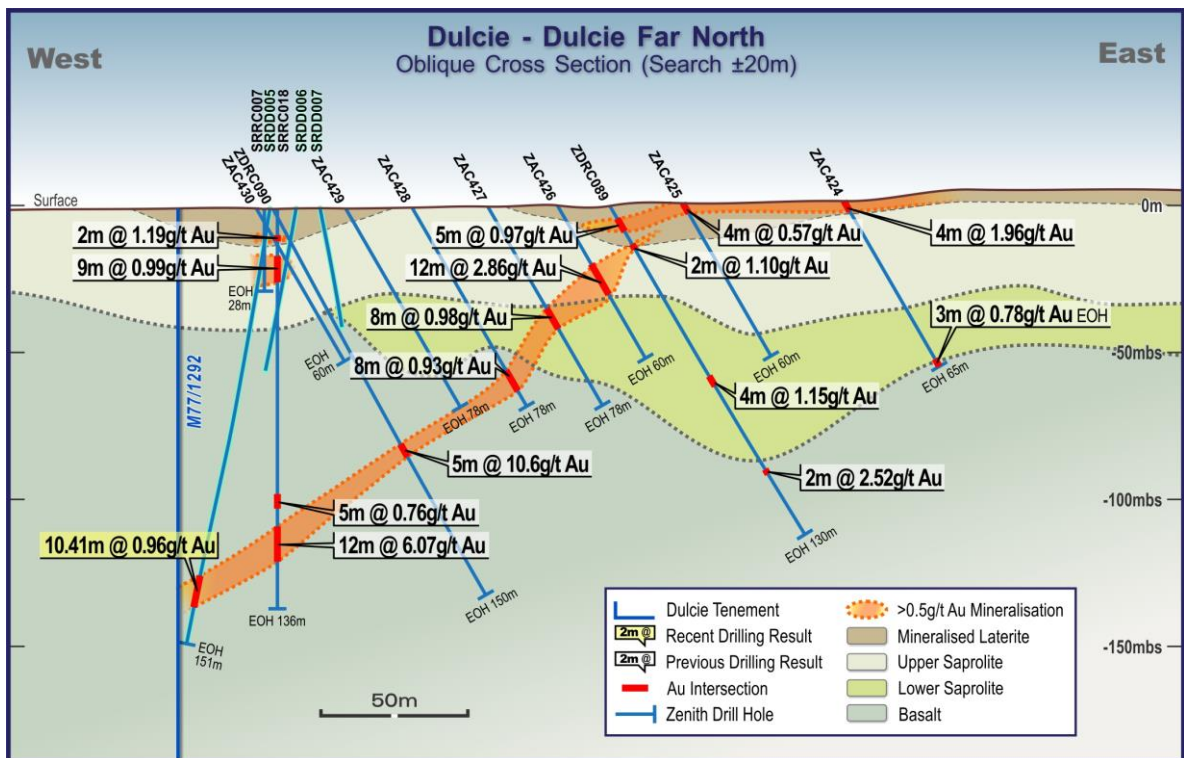 Dulcie - Dulcie Far North
Oblique Cross Section (Search ±20m)
West
East
SRRC007
SRDD005
SRRC018
SRDD006
SRDD007
ZDRC090
ZAC430
ZAC429
ZAC428
ZAC427
ZAC426
ZDRC089
ZAC425
ZAC424
Surface
0m
2m @ 1.19g/t Au
9m @ 0.99g/t Au
5m @ 0.97g/t Au
4m @ 0.57g/t Au
4m @ 1.96g/t Au
12m @ 2.86g/t Au
2m @ 1.10g/t Au
EOH
28m
8m @ 0.98g/t Au
3m @ 0.78g/t Au EOH
-50mbs
EOH
60m
8m @ 0.93g/t Au
EOH 60m
EOH 60m
EOH 65m
M77/1292
EOH 78m
EOH 78m
EOH 78m
4m @ 1.15g/t Au
5m @ 10.6g/t Au
2m @ 2.52g/t Au
-100mbs
5m @ 0.76g/t Au
12m @ 6.07g/t Au
10.41m @ 0.96g/t Au
EOH 130m
EOH 150m
EOH 136m
EOH
151m
-150mbs
50m
Dulcie Tenement
2m @
Recent Drilling Result
2m @
Previous Drilling Result
Au Intersection
Zenith Drill Hole
>0.5g/t Au Mineralisation
Mineralised Laterite
Upper Saprolite
Lower Saprolite
Basalt